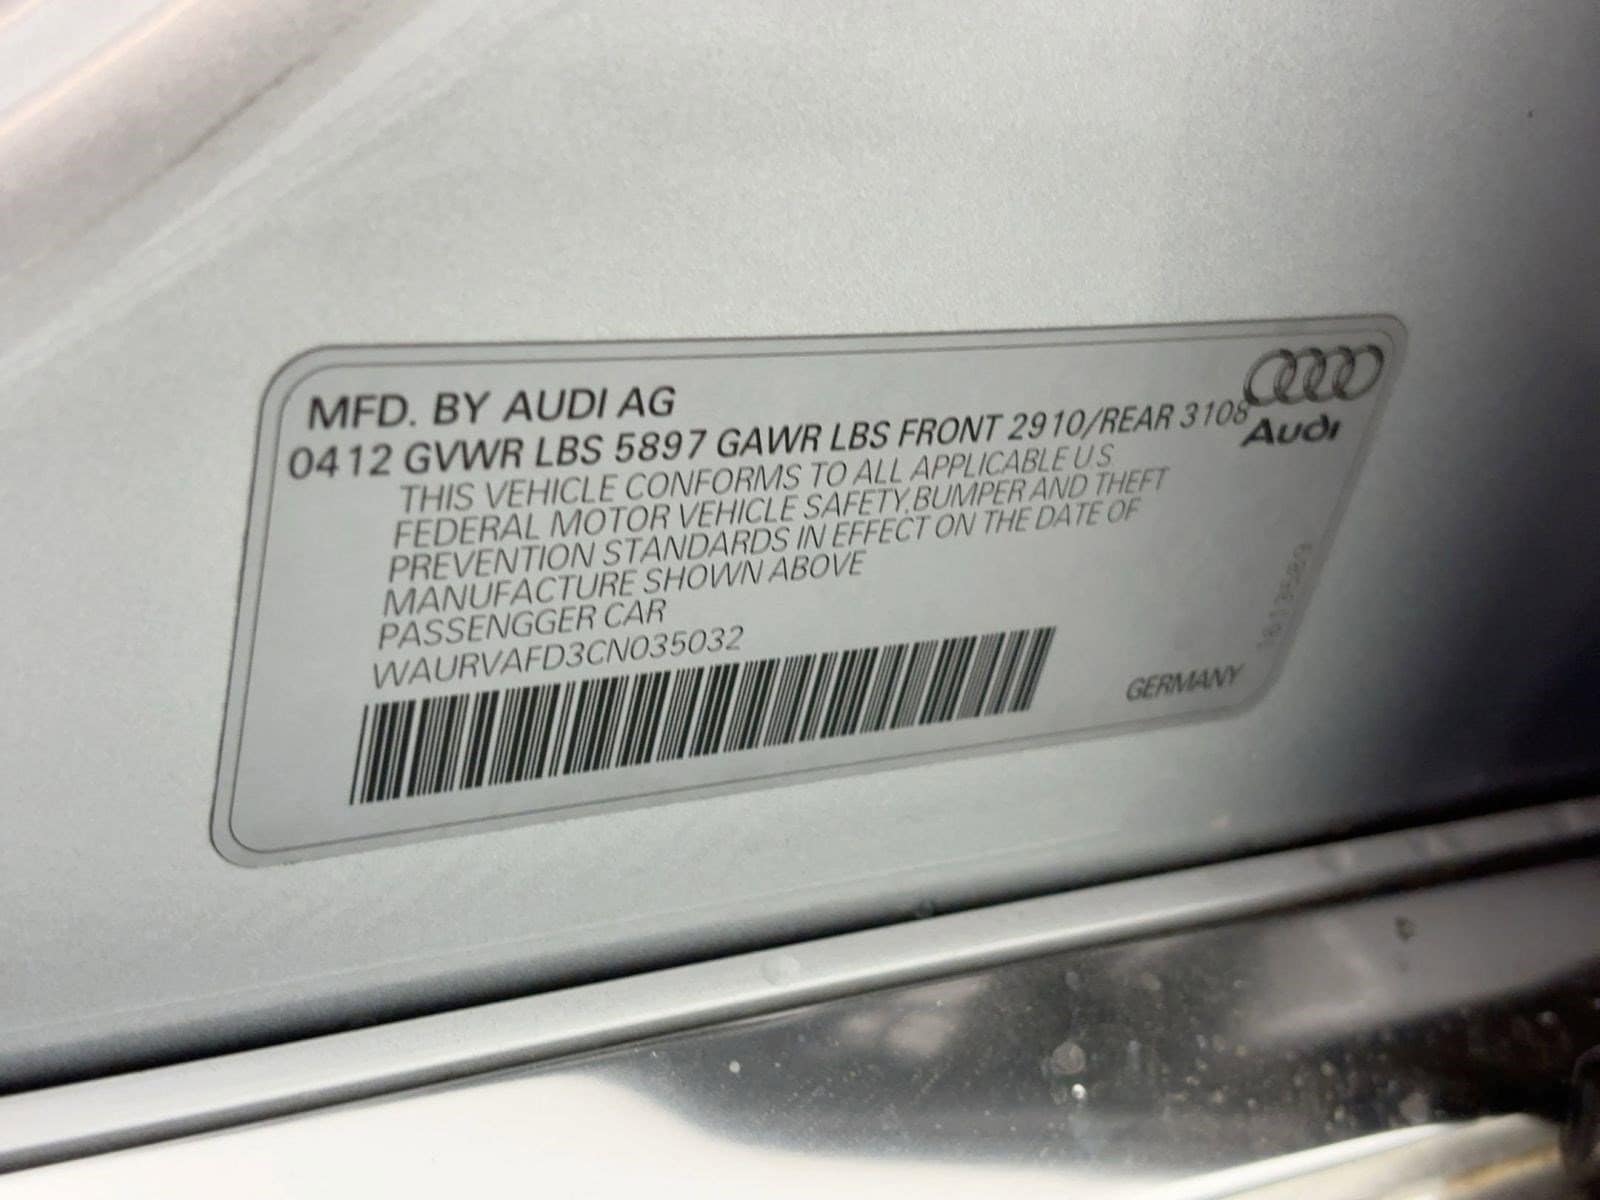 MFD. BY AUDI AG
0412 GVWR LBS 5897 GAWR LBS FRONT 2910/REAR 3108
Audi
THIS VEHICLE CONFORMS TO ALL APPLICABLE U S
FEDERAL MOTOR VEHICLE SAFETY,BUMPER AND THEFT
PREVENTION STANDARDS IN EFFECT ON THE DATE OF
MANUFACTURE SHOWN ABOVE
PASSENGGER CAR
WAURVAFD3CN035032
GERMANY